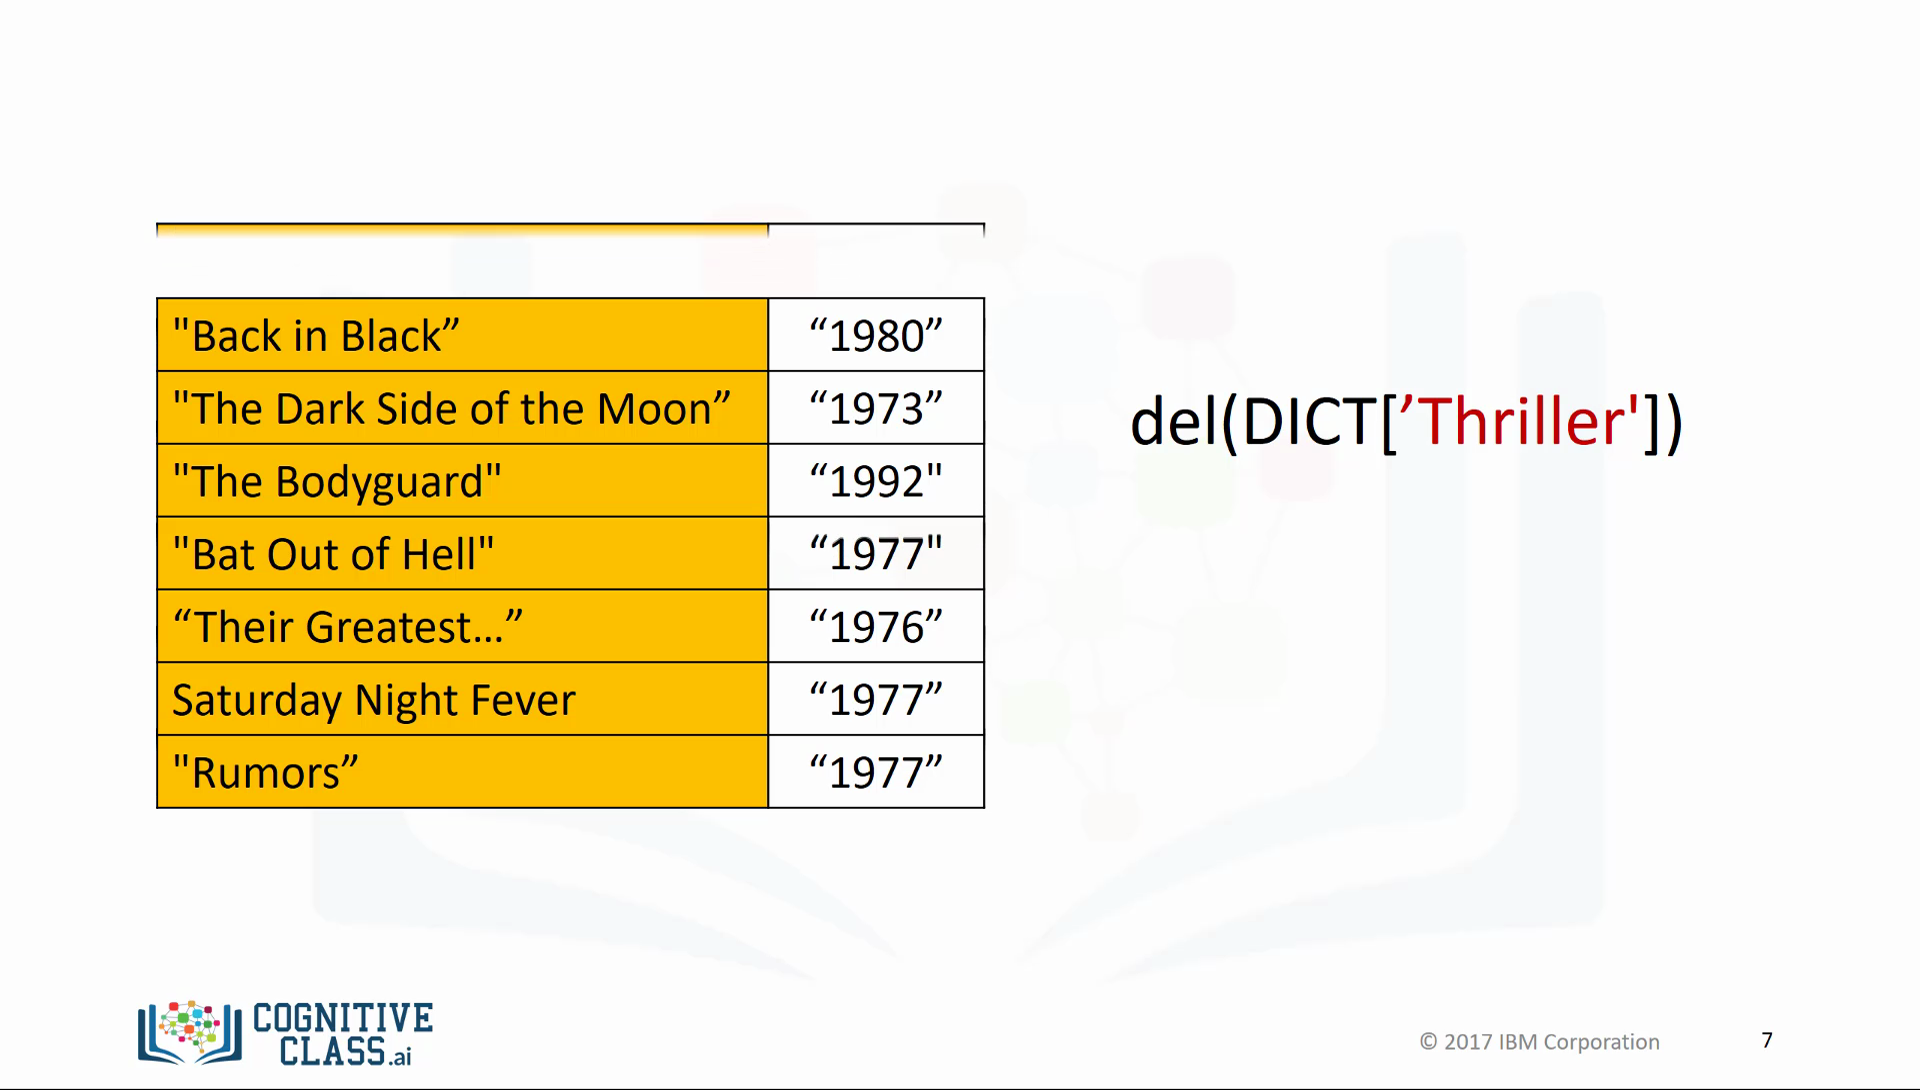 "Back in Black” “1980”
"The Dark Side of the Moon” “1973”
"The Bodyguard" “1992"
"Bat Out of Hell" “1977"
“Their Greatest…” “1976”
Saturday Night Fever “1977”
"Rumors” “1977”
del(DICT[’Thriller'])
COGNITIVE
CLASS.ai
© 2017 IBM Corporation 7